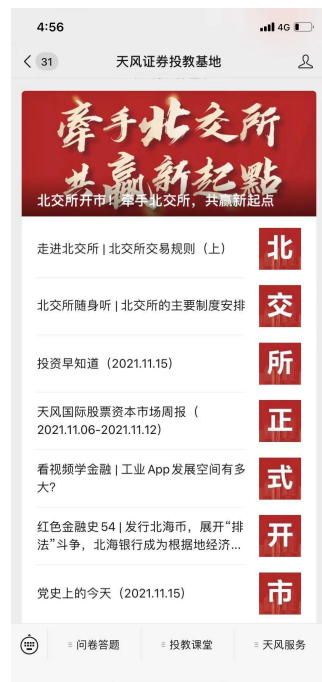 4:56
4G
31
天风证券投教基地
牵手北交所
共赢新起點
北交所开市！牵手北交所，共赢新起点
走进北交所 | 北交所交易规则（上）
北
北交所随身听 | 北交所的主要制度安排
交
投资早知道（2021.11.15）
所
天风国际股票资本市场周报（
2021.11.06-2021.11.12）
正
看视频学金融 | 工业 App 发展空间有多
大?
式
红色金融史 54 | 发行北海币，展开“排
法”斗争，北海银行成为根据地经济...
开
党史上的今天（2021.11.15）
市
问卷答题
投教课堂
天风服务